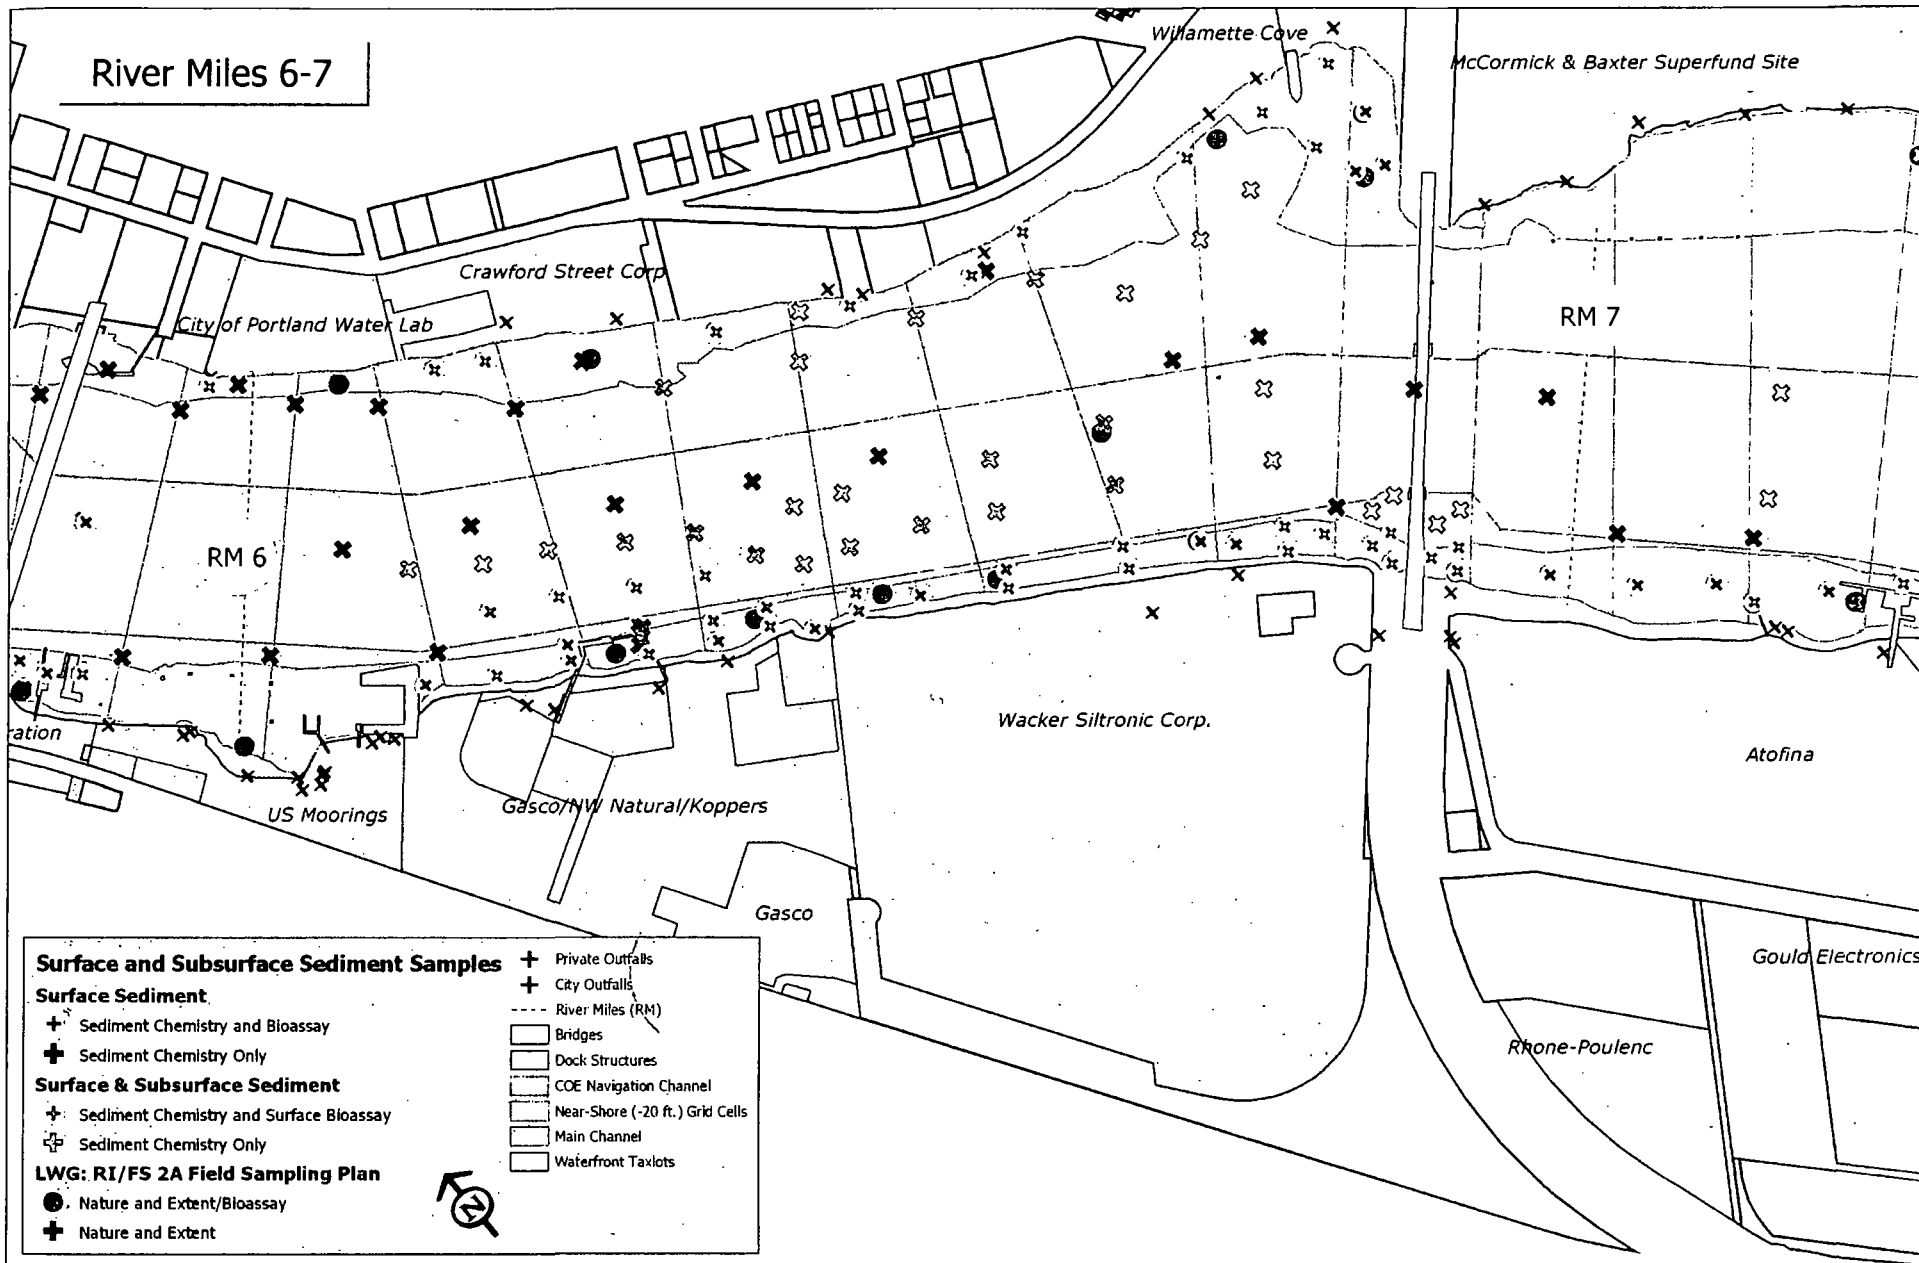 River Miles 6-7
Willamette Cove
McCormick & Baxter Superfund Site
Crawford Street Corp
City of Portland Water Lab
RM 7
RM 6
Wacker Siltronic Corp.
ration
Atofina
US Moorings
Gasco/NW Natural/Koppers
Gasco
Gould Electronics
Rhone-Poulenc
Surface and Subsurface Sediment Samples
Surface Sediment
Sediment Chemistry and Bioassay
Sediment Chemistry Only
Surface & Subsurface Sediment
Sediment Chemistry and Surface Bioassay
Sediment Chemistry Only
LWG: RI/FS 2A Field Sampling Plan
Nature and Extent/Bioassay
Nature and Extent
Private Outfalls
City Outfalls
River Miles (RM)
Bridges
Dock Structures
COE Navigation Channel
Near-Shore (-20 ft.) Grid Cells
Main Channel
Waterfront Taxlots
N